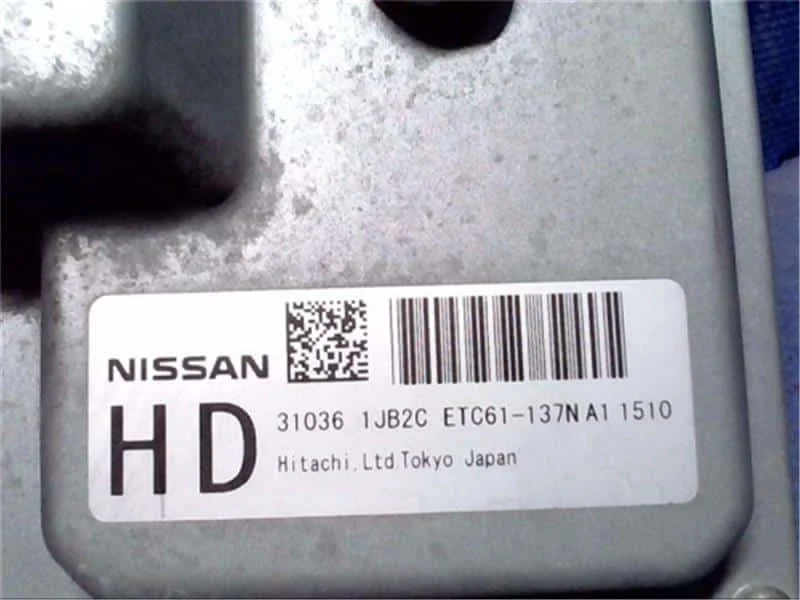 NISSAN
HD
31036 1JB2C ETC61-137N A1 1510
Hitachi,Ltd.Tokyo Japan